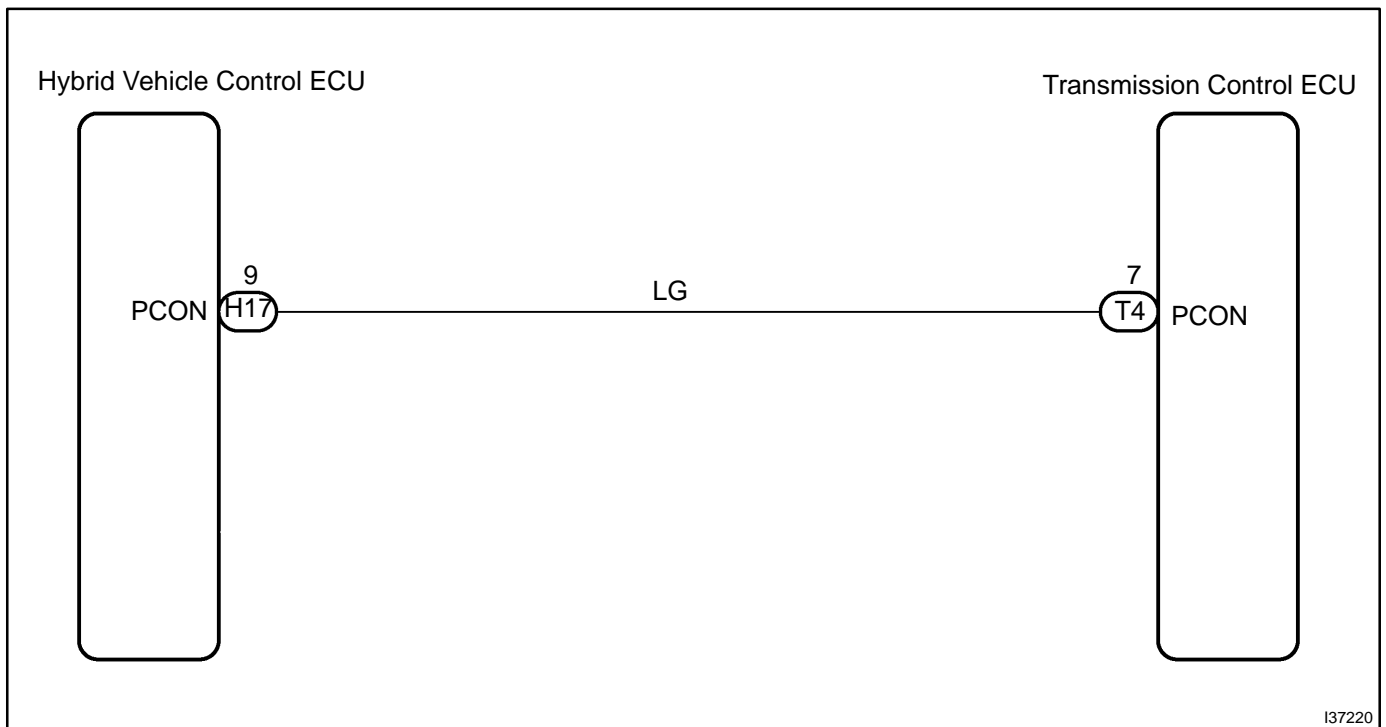 Hybrid Vehicle Control ECU
Transmission Control ECU
9
7
LG
PCON
H17
T4
PCON
I37220